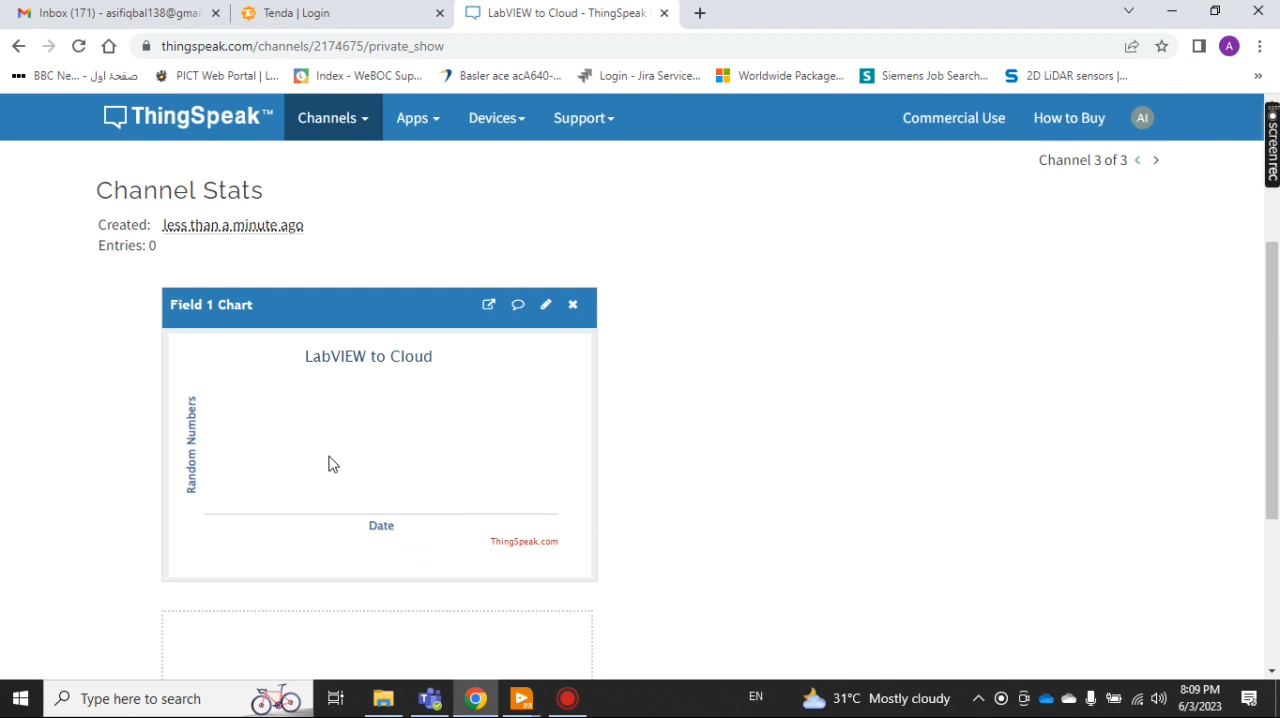 Inbox (171) - asifiqbal138@gmai
Tenda | Login
LabVIEW to Cloud - ThingSpeak
thingspeak.com/channels/2174675/private_show
BBC Ne... - صفحۂ اول
PICT Web Portal | L...
Index - WeBOC Sup...
Basler ace acA640-...
Login - Jira Service...
Worldwide Package...
Siemens Job Search...
2D LiDAR sensors |...
ThingSpeak™
Channels
Apps
Devices
Support
Commercial Use
How to Buy
AI
Channel 3 of 3
screenrec
Channel Stats
Created: less than a minute ago
Entries: 0
Field 1 Chart
LabVIEW to Cloud
Random Numbers
Date
ThingSpeak.com
Type here to search
EN
31°C Mostly cloudy
8:09 PM
6/3/2023